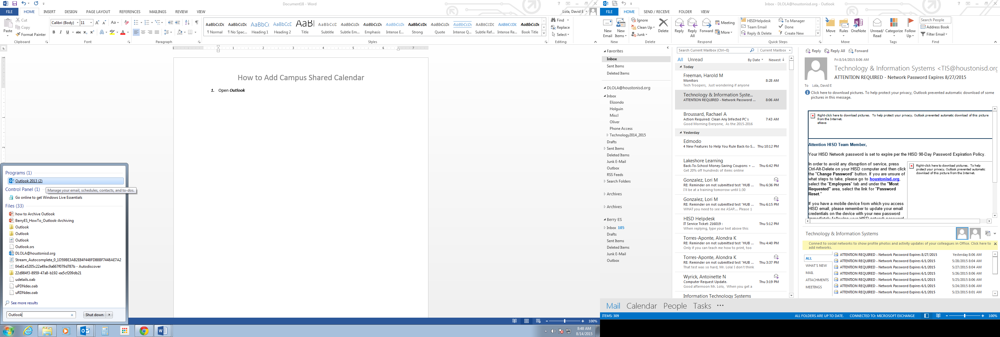 Document18 - Word
FILE HOME INSERT DESIGN PAGE LAYOUT REFERENCES MAILINGS REVIEW VIEW
Lola, David E
Paste
Cut
Copy
Format Painter
Clipboard
Calibri (Body) 11
Font
Paragraph
AaBbCcDc AaBbCcDc AaBbCc AaBbCcC AaBl AaBbCcC AaBbCcDc AaBbCcDc AaBbCcDc AaBbCcDc AaBbCcDc AaBbCcDc AABBCCDC AABBCCDC AaBbCcDc
¶ Normal ¶ No Spac... Heading 1 Heading 2 Title Subtitle Subtle Em... Emphasis Intense E... Strong Quote Intense Q... Subtle Ref... Intense Re... Book Title
Styles
Find
Replace
Select
Editing
How to Add Campus Shared Calendar
1. Open Outlook
Programs (1)
Outlook 2013 (2)
Manage your email, schedules, contacts, and to-dos.
Control Panel (1)
Go online to get Windows Live Essentials
Files (33)
how to Archive Outlook
BerryES_HowTo_Outlook-Archiving
Outlook
Outlook
Outlook
Outlook.srs
DLOLA@houstonisd.org
Stream_Autocomplete_0_1D59BE3AB2E84F448FD88BF7448AE7A2
04e61e5205c22a49ac9a667f079d787b - Autodiscover
22d984f3-8959-47a8-b192-ee5cf209db21
udetails.oab
uPDNdex.oab
uRDNdex.oab
See more results
Outlook
Shut down
100%
8:48 AM
8/14/2015
Inbox - DLOLA@houstonisd.org - Outlook
FILE HOME SEND / RECEIVE FOLDER VIEW
New Email
New Items
New
Ignore
Clean Up
Junk
Delete
Delete
Reply
Reply All
Forward
Meeting
More
Respond
HISDHelpdesk
Team Email
Reply & Delete
To Manager
Done
Create New
Quick Steps
Move
Rules
OneNote
Move
Unread/ Read
Categorize
Follow Up
Tags
Search People
Address Book
Filter Email
Find
Favorites
Inbox
Sent Items
Deleted Items
DLOLA@houstonisd.org
Inbox
Elizondo
Holguin
Miscl
Oliver
Phone Access
Technology2014_2015
Drafts
Sent Items
Deleted Items
Junk E-Mail
Outbox
RSS Feeds
Search Folders
Archives
Archives
Berry ES
Inbox 105
Drafts
Sent Items
Deleted Items
Junk E-Mail
Outbox
Search Current Mailbox (Ctrl+E) Current Mailbox
All Unread By Date Newest
Today
Freeman, Harold M
Monitors 8:28 AM
Tech Troopers, Just wondering if anyone
Technology & Information Syste...
ATTENTION REQUIRED - Network Password ... 8:06 AM
Broussard, Rachael A
Action Required: Clean Any Infected PC's 7:43 AM
Good Morning Everyone, As the 2015-2016
Yesterday
Edmodo
4 New Features to Help You Rule Back-to-S... Thu 10:12 PM
Lakeshore Learning
Back-To-School Money-Saving Coupons + ... Thu 6:42 PM
Get 20% off hundreds of items online
Gonzalez, Lori M
RE: Reminder on not submitted test "HUB ... Thu 6:36 PM
I'll be at a training tomorrow until 1:30
Gonzalez, Lori M
RE: Reminder on not submitted test "HUB ... Thu 6:15 PM
WHAT you need to see me ASAP.... Please :)
HISD Helpdesk
IT Service Ticket: 216019 : Thu 5:12 PM
When replying, type your text above this
Torres-Aponte, Alondra K
RE: Reminder on not submitted test "HUB ... Thu 4:40 PM
Only if you can teach me how to print, too
Torres-Aponte, Alondra K
RE: Reminder on not submitted test "HUB ... Thu 3:37 PM
That test was so hard, Mr. Lola! I don't think
Wyrick, Antoinette N
Computer Request Update. Thu 3:19 PM
Good afternoon Mr. Lolo, When you get a
Information Technology Systems
Reply Reply All Forward
Fri 8/14/2015 8:06 AM
Technology & Information Systems <TIS@houstonisd.org
ATTENTION REQUIRED - Network Password Expires 8/27/2015
To Lola, David E
Click here to download pictures. To help protect your privacy, Outlook prevented automatic download of some
pictures in this message.
Right-click here to download pictures. To help protect your privacy, Outlook prevented automatic download of this picture
from the Internet.
eNews
Attention HISD Team Member,
Your HISD Network password is set to expire per the HISD 90-Day Password Expiration Policy.
In order to avoid any disruption of service, press
Ctrl-Alt-Delete on your HISD computer and then click
the "Change Password" button. If you are unsure of
what steps to take, please go to houstonisd.org,
select the "Employees" tab and under the "Most
Requested" area, select the link for "Password
Reset."
Right-click here to download pictures. To help
protect your privacy, Outlook prevented automatic
download of this picture from the Internet.
If you have a mobile device from which you access
HISD email, please remember to update your email
credentials on the device with your new password
immediately following your HISD network password
Technology & Information Systems
Connect to social networks to show profile photos and activity updates of your colleagues in Office. Click here to
add networks.
ALL
WHAT'S NEW
MAIL
ATTACHMENTS
MEETINGS
ATTENTION REQUIRED - Network Password Expires 8/27/2015 Yesterday 8:06 AM
ATTENTION REQUIRED - Network Password Expires 6/1/2015 5/28/2015 8:04 AM
ATTENTION REQUIRED - Network Password Expires 6/1/2015 5/27/2015 8:04 AM
ATTENTION REQUIRED - Network Password Expires 6/1/2015 5/26/2015 8:06 AM
ATTENTION REQUIRED - Network Password Expires 6/1/2015 5/25/2015 8:06 AM
ATTENTION REQUIRED - Network Password Expires 6/1/2015 5/24/2015 8:06 AM
ATTENTION REQUIRED - Network Password Expires 6/1/2015 5/23/2015 8:01 AM
Mail Calendar People Tasks ...
ITEMS: 309 ALL FOLDERS ARE UP TO DATE. CONNECTED TO: MICROSOFT EXCHANGE 100%